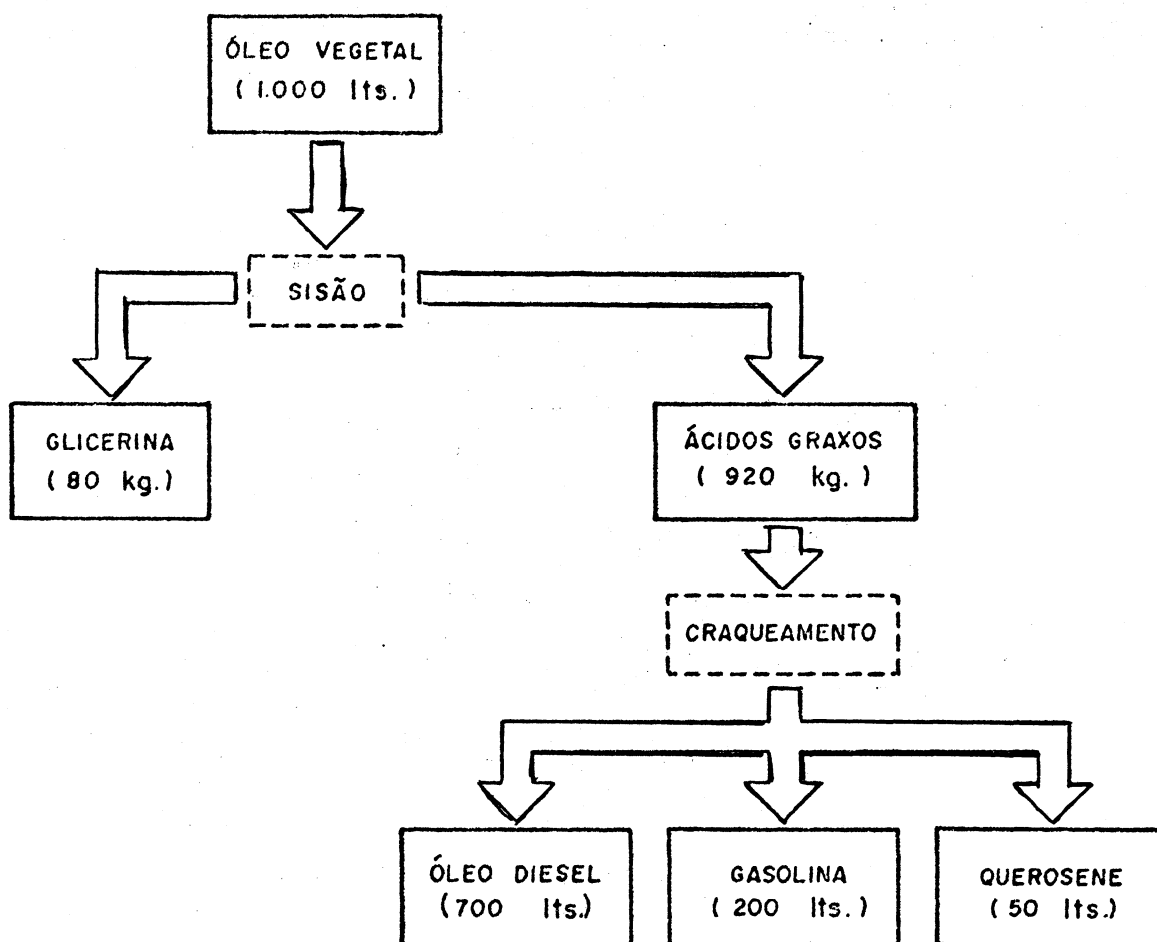 ÓLEO VEGETAL
( 1.000 lts. )
SISÃO
GLICERINA
( 80 kg.)
ÁCIDOS GRAXOS
( 920 kg. )
CRAQUEAMENTO
ÓLEO DIESEL
(700 lts.)
GASOLINA
( 200 lts. )
QUEROSENE
( 50 lts.)